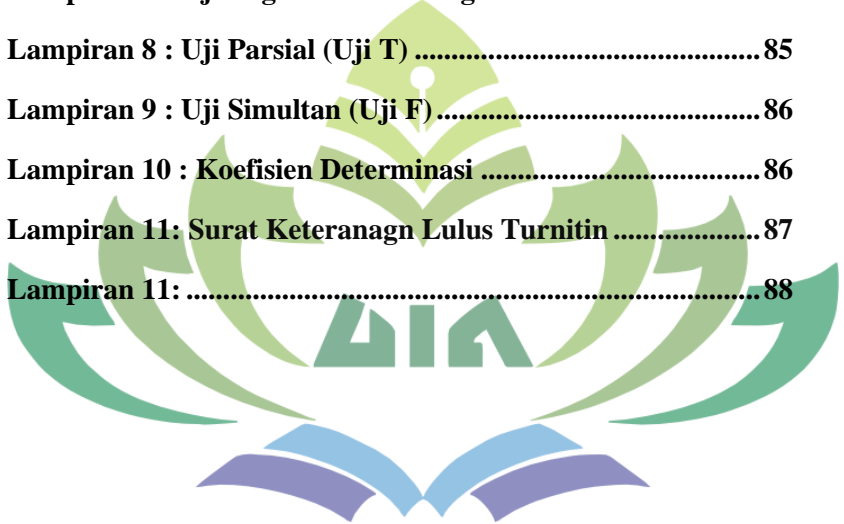 Lampiran 8 : Uji Parsial (Uji T) ............................................... 85
Lampiran 9 : Uji Simultan (Uji F) ............................................ 86
Lampiran 10 : Koefisien Determinasi ...................................... 86
Lampiran 11: Surat Keteranagn Lulus Turnitin .................... 87
Lampiran 11: .............................................................................. 88
UIN